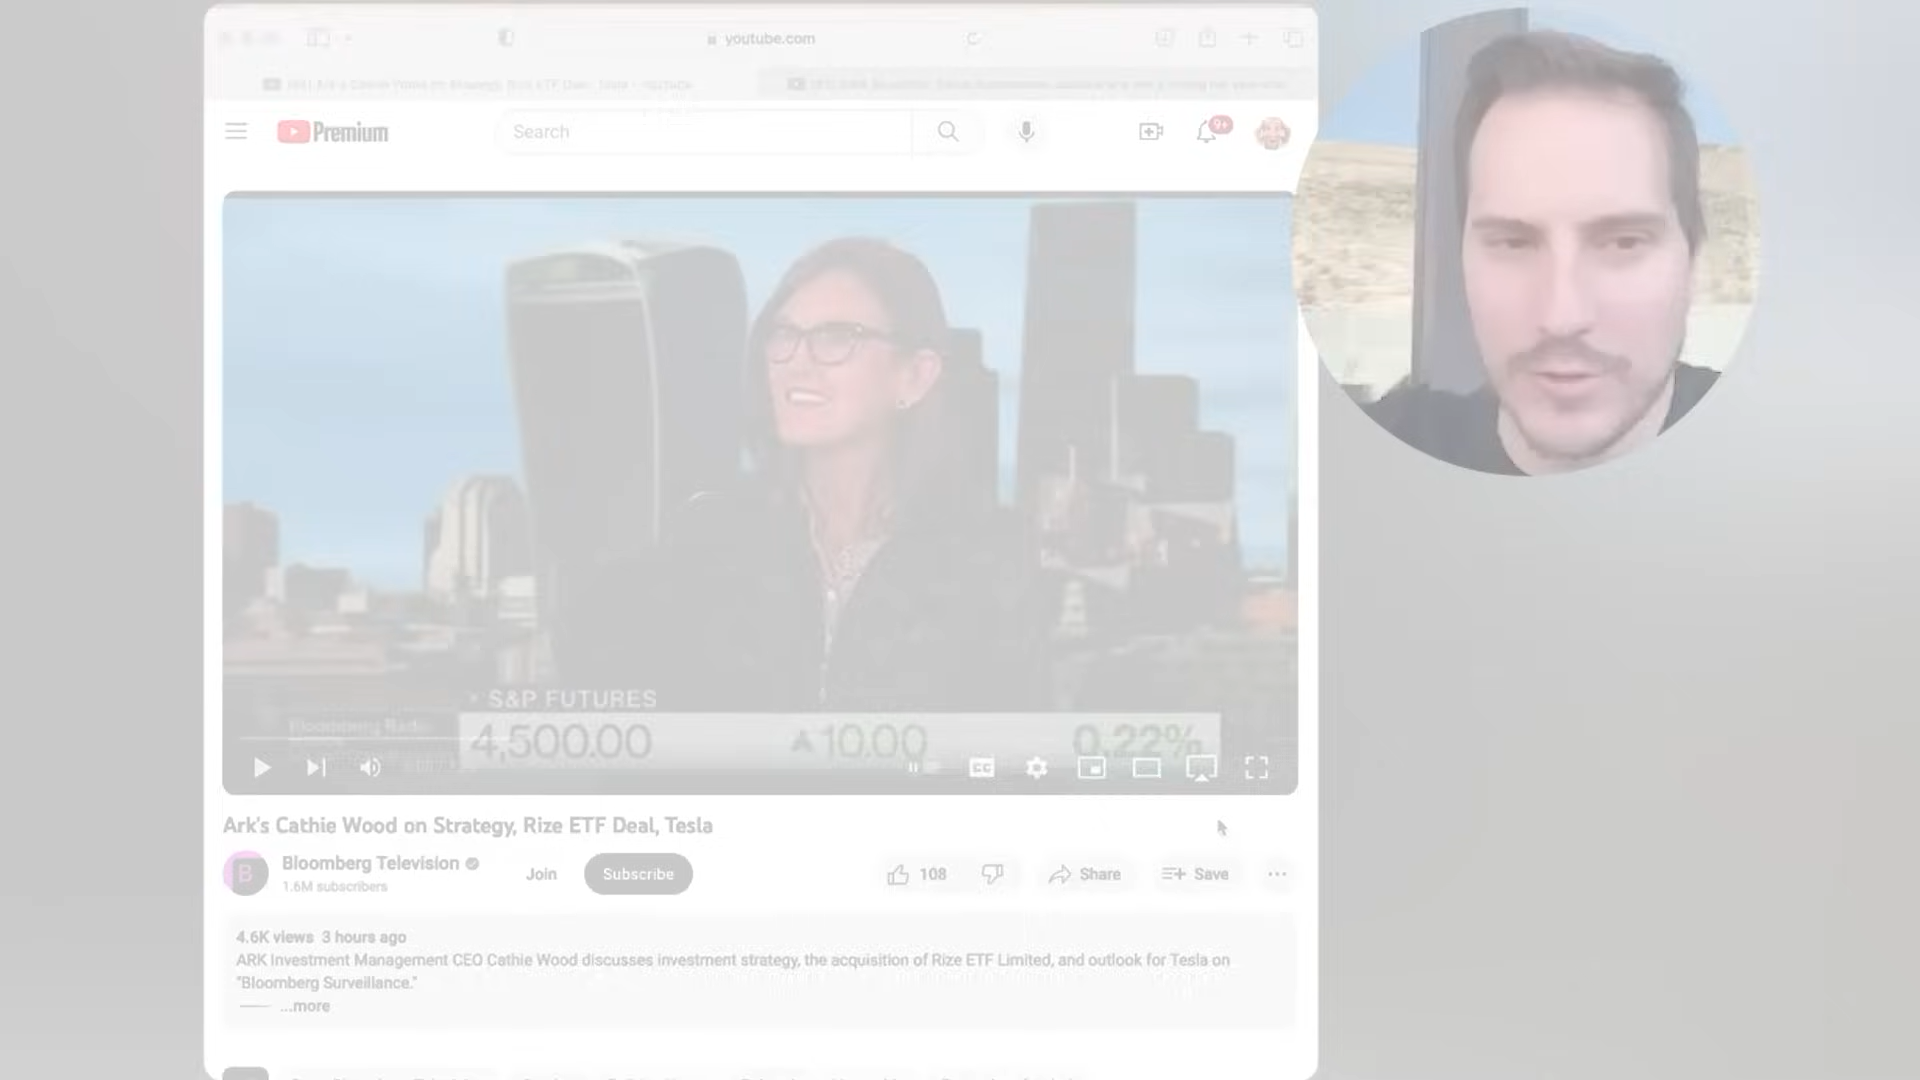 youtube.com
Premium
Search
9+
S&P FUTURES
4,500.00 10.00 0.22%
CC
Ark's Cathie Wood on Strategy, Rize ETF Deal, Tesla
B
Bloomberg Television
1.6M subscribers
Join
Subscribe
108
Share
Save
4.6K views 3 hours ago
ARK Investment Management CEO Cathie Wood discusses investment strategy, the acquisition of Rize ETF Limited, and outlook for Tesla on
"Bloomberg Surveillance."
...more